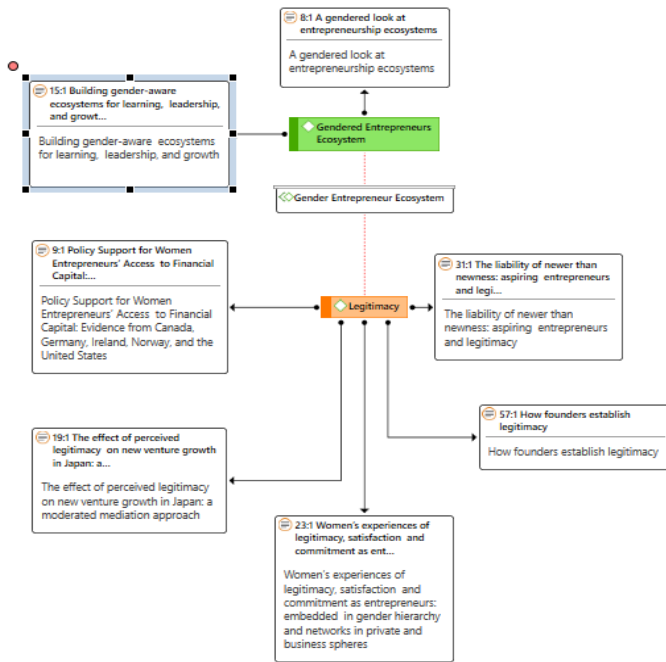 8:1 A gendered look at
entrepreneurship ecosystems
A gendered look at
entrepreneurship ecosystems
15:1 Building gender-aware
ecosystems for learning, leadership,
and growt...
Building gender-aware ecosystems
for learning, leadership, and growth
Gendered Entrepreneurs
Ecosystem
Gender Entrepreneur Ecosystem
9:1 Policy Support for Women
Entrepreneurs' Access to Financial
Capital:...
Policy Support for Women
Entrepreneurs' Access to Financial
Capital: Evidence from Canada,
Germany, Ireland, Norway, and the
United States
Legitimacy
31:1 The liability of newer than
newness: aspiring entrepreneurs
and legi...
The liability of newer than
newness: aspiring entrepreneurs
and legitimacy
57:1 How founders establish
legitimacy
How founders establish legitimacy
19:1 The effect of perceived
legitimacy on new venture growth
in Japan: a...
The effect of perceived legitimacy
on new venture growth in Japan: a
moderated mediation approach
23:1 Women's experiences of
legitimacy, satisfaction and
commitment as ent...
Women's experiences of
legitimacy, satisfaction and
commitment as entrepreneurs:
embedded in gender hierarchy
and networks in private and
business spheres